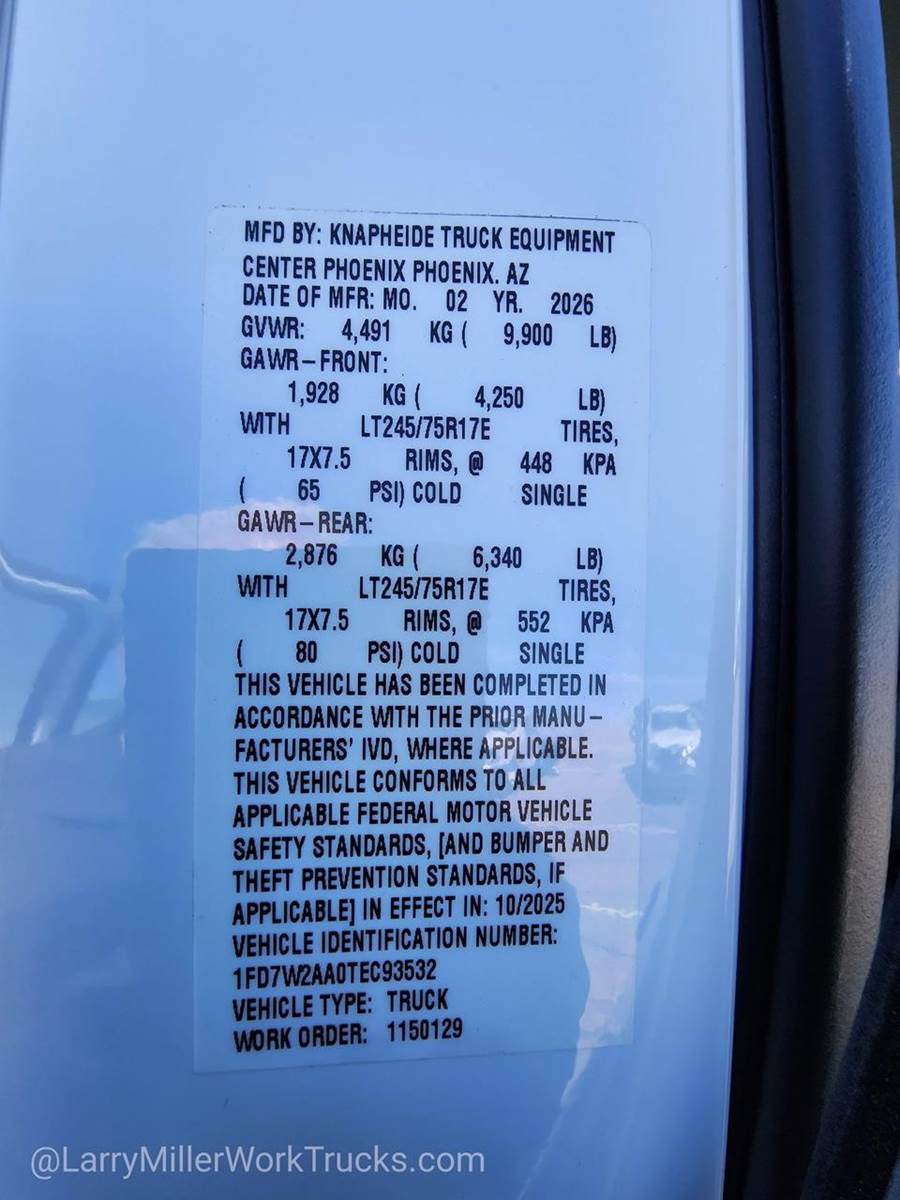 MFD BY: KNAPHEIDE TRUCK EQUIPMENT
CENTER PHOENIX PHOENIX. AZ
DATE OF MFR: MO. 02 YR. 2026
GVWR: 4,491 KG ( 9,900 LB)
GAWR–FRONT:
1,928 KG ( 4,250 LB)
WITH LT245/75R17E TIRES,
17X7.5 RIMS, @ 448 KPA
( 65 PSI) COLD SINGLE
GAWR–REAR:
2,876 KG ( 6,340 LB)
WITH LT245/75R17E TIRES,
17X7.5 RIMS, @ 552 KPA
( 80 PSI) COLD SINGLE
THIS VEHICLE HAS BEEN COMPLETED IN
ACCORDANCE WITH THE PRIOR MANU–
FACTURERS' IVD, WHERE APPLICABLE.
THIS VEHICLE CONFORMS TO ALL
APPLICABLE FEDERAL MOTOR VEHICLE
SAFETY STANDARDS, [AND BUMPER AND
THEFT PREVENTION STANDARDS, IF
APPLICABLE] IN EFFECT IN: 10/2025
VEHICLE IDENTIFICATION NUMBER:
1FD7W2AA0TEC93532
VEHICLE TYPE: TRUCK
WORK ORDER: 1150129
@LarryMillerWorkTrucks.com